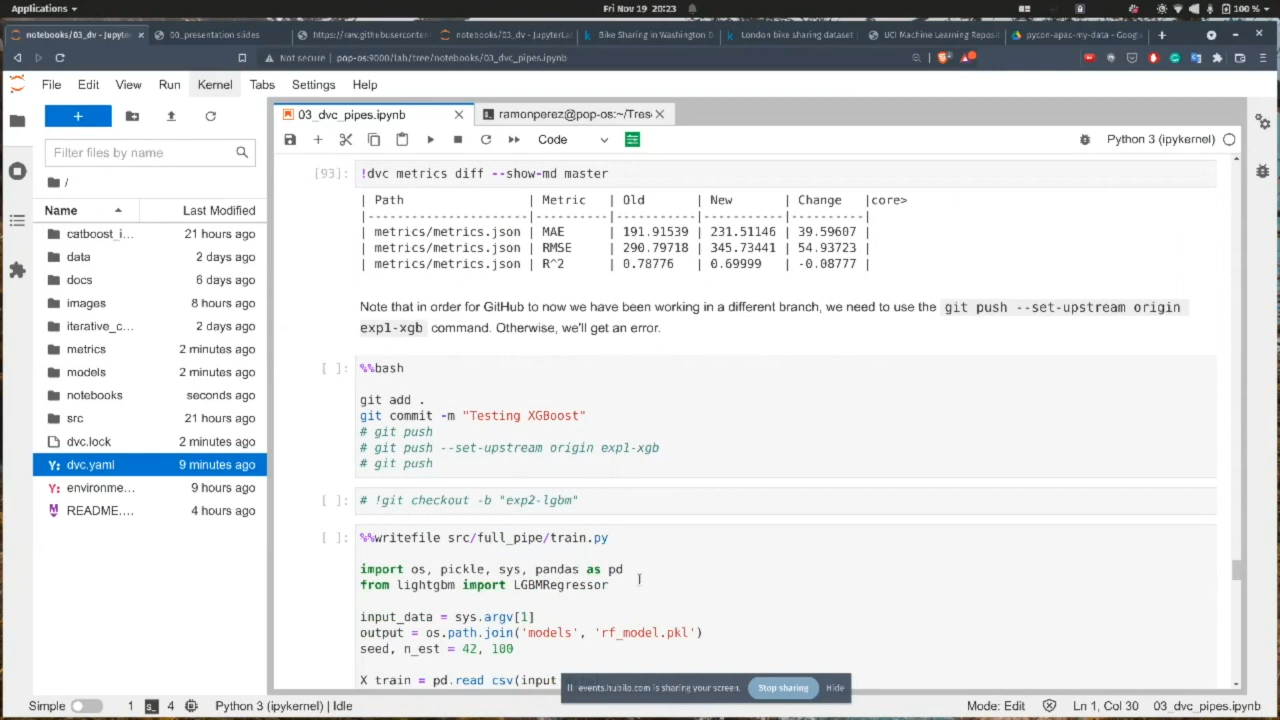 Applications
Fri Nov 19 20:23
100 %
notebooks/03_dv - Jupyter
00_presentation slides
https://raw.githubusercontent
notebooks/03_dv - JupyterLa
Bike Sharing in Washington D
London bike sharing dataset
UCI Machine Learning Reposit
pycon-apac-my-data - Google
Not secure | pop-os:9000/lab/tree/notebooks/03_dvc_pipes.ipynb
File Edit View Run Kernel Tabs Settings Help
03_dvc_pipes.ipynb
ramonperez@pop-os:~/Tres
Code
Python 3 (ipykernel)
Filter files by name
/
Name Last Modified
catboost_i... 21 hours ago
data 2 days ago
docs 6 days ago
images 8 hours ago
iterative_c... 2 days ago
metrics 2 minutes ago
models 2 minutes ago
notebooks seconds ago
src 21 hours ago
dvc.lock 2 minutes ago
Y: dvc.yaml 9 minutes ago
Y: environme... 9 hours ago
README.... 4 hours ago
[93]: !dvc metrics diff --show-md master
| Path | Metric | Old | New | Change |core>
|----------------------|---------|-----------|-----------|----------|
| metrics/metrics.json | MAE | 191.91539 | 231.51146 | 39.59607 |
| metrics/metrics.json | RMSE | 290.79718 | 345.73441 | 54.93723 |
| metrics/metrics.json | R^2 | 0.78776 | 0.69999 | -0.08777 |
Note that in order for GitHub to now we have been working in a different branch, we need to use the git push --set-upstream origin
exp1-xgb command. Otherwise, we'll get an error.
[ ]: %%bash
git add .
git commit -m "Testing XGBoost"
# git push
# git push --set-upstream origin exp1-xgb
# git push
[ ]: # !git checkout -b "exp2-lgbm"
[ ]: %%writefile src/full_pipe/train.py
import os, pickle, sys, pandas as pd
from lightgbm import LGBMRegressor
input_data = sys.argv[1]
output = os.path.join('models', 'rf_model.pkl')
seed, n_est = 42, 100
X_train = pd.read_csv(input
events.hubilo.com is sharing your screen. Stop sharing Hide
Simple 1 4 Python 3 (ipykernel) | Idle Mode: Edit Ln 1, Col 30 03_dvc_pipes.ipynb